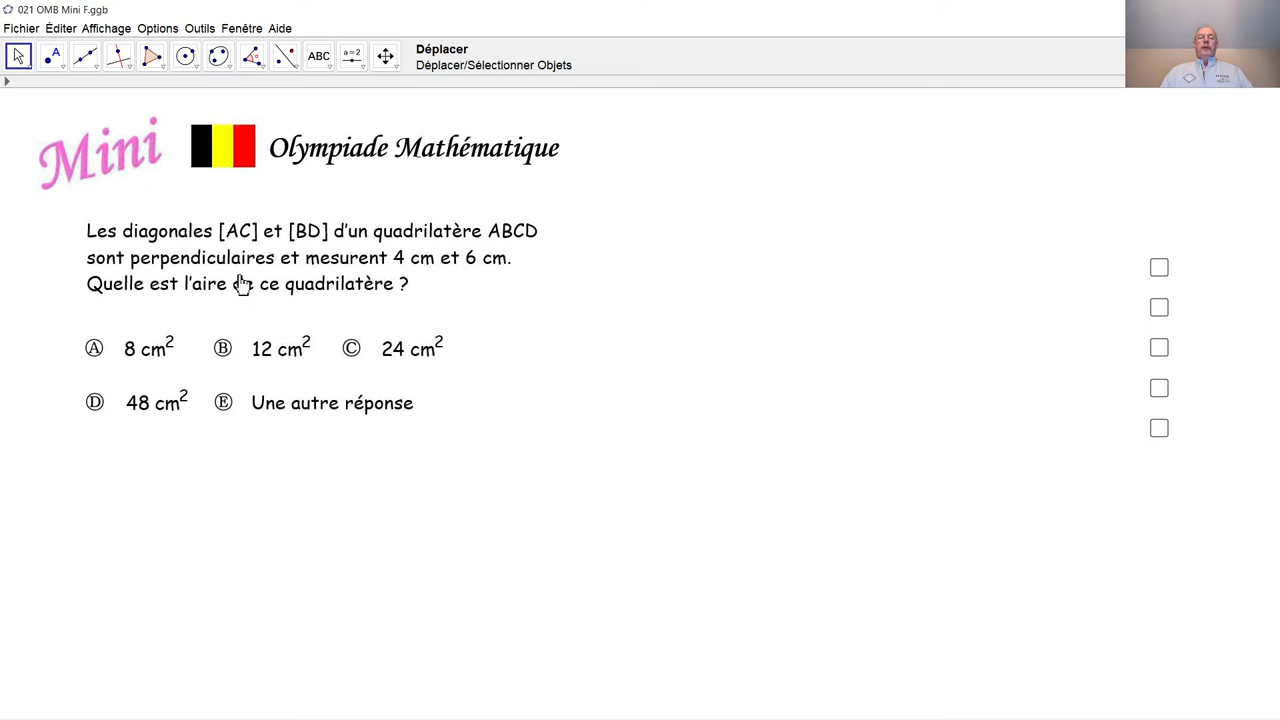 021 OMB Mini F.ggb
Fichier Éditer Affichage Options Outils Fenêtre Aide
A ABC a=2 Déplacer
Déplacer/Sélectionner Objets
Mini Olympiade Mathématique
Les diagonales [AC] et [BD] d'un quadrilatère ABCD
sont perpendiculaires et mesurent 4 cm et 6 cm.
Quelle est l'aire de ce quadrilatère ?
Ⓐ 8 cm² Ⓑ 12 cm² Ⓒ 24 cm²
Ⓓ 48 cm² Ⓔ Une autre réponse